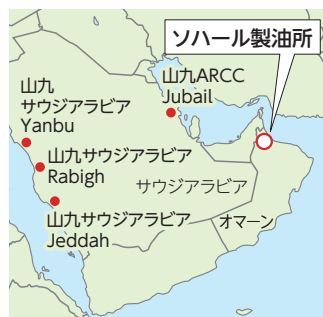 ソハール製油所
山九ARCC
Jubail
山九
サウジアラビア
Yanbu
山九サウジアラビア
Rabigh
サウジアラビア
山九サウジアラビア
Jeddah
オマーン